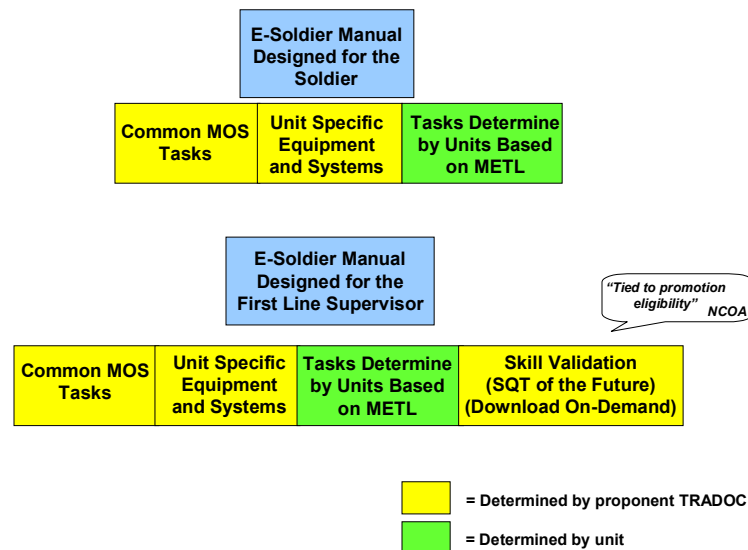 E-Soldier Manual
Designed for the
Soldier
Common MOS
Tasks
Unit Specific
Equipment
and Systems
Tasks Determine
by Units Based
on METL
E-Soldier Manual
Designed for the
First Line Supervisor
“Tied to promotion
eligibility”
NCOA
Common MOS
Tasks
Unit Specific
Equipment
and Systems
Tasks Determine
by Units Based
on METL
Skill Validation
(SQT of the Future)
(Download On-Demand)
= Determined by proponent TRADOC
= Determined by unit